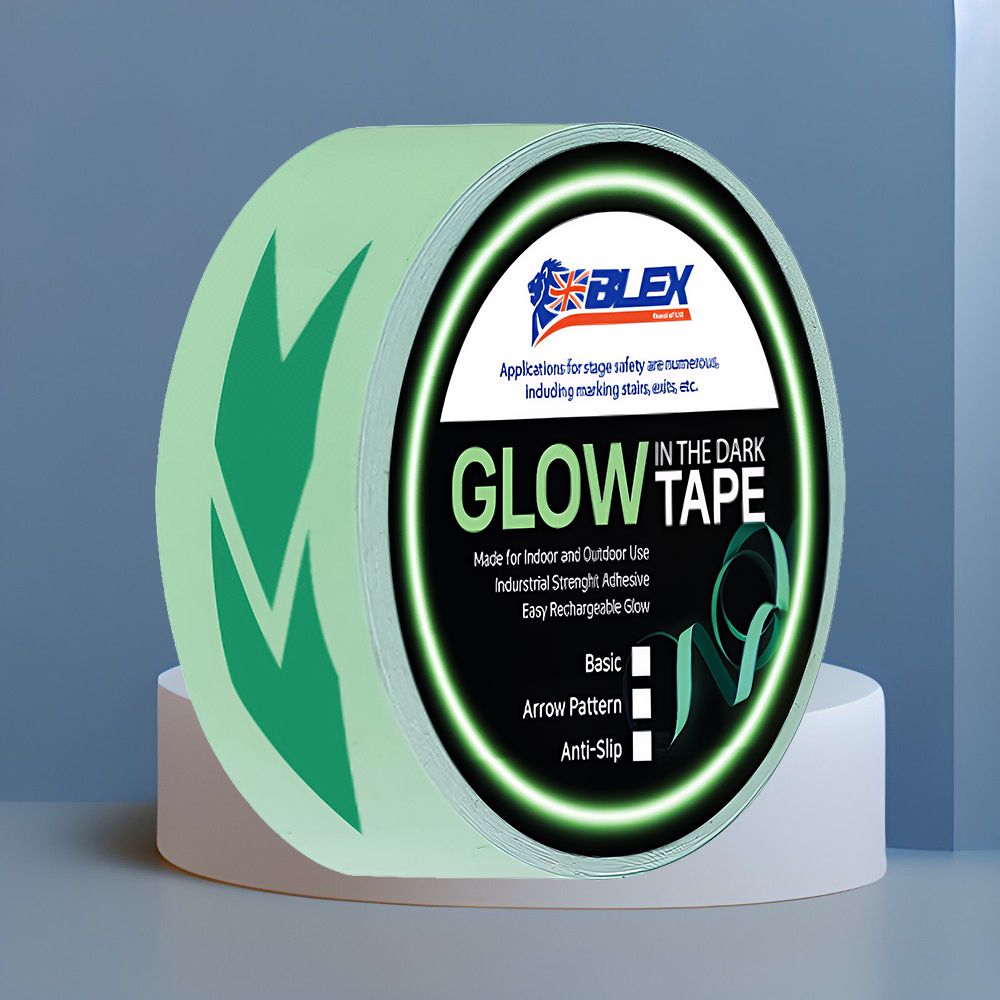 BLEX
Applications for stage safety are numerous,
including marking stairs, exits, etc.
GLOW IN THE DARK
TAPE
Made for Indoor and Outdoor Use
Indurstrial Strenght Adhesive
Easy Rechargeable Glow
Basic
Arrow Pattern
Anti-Slip